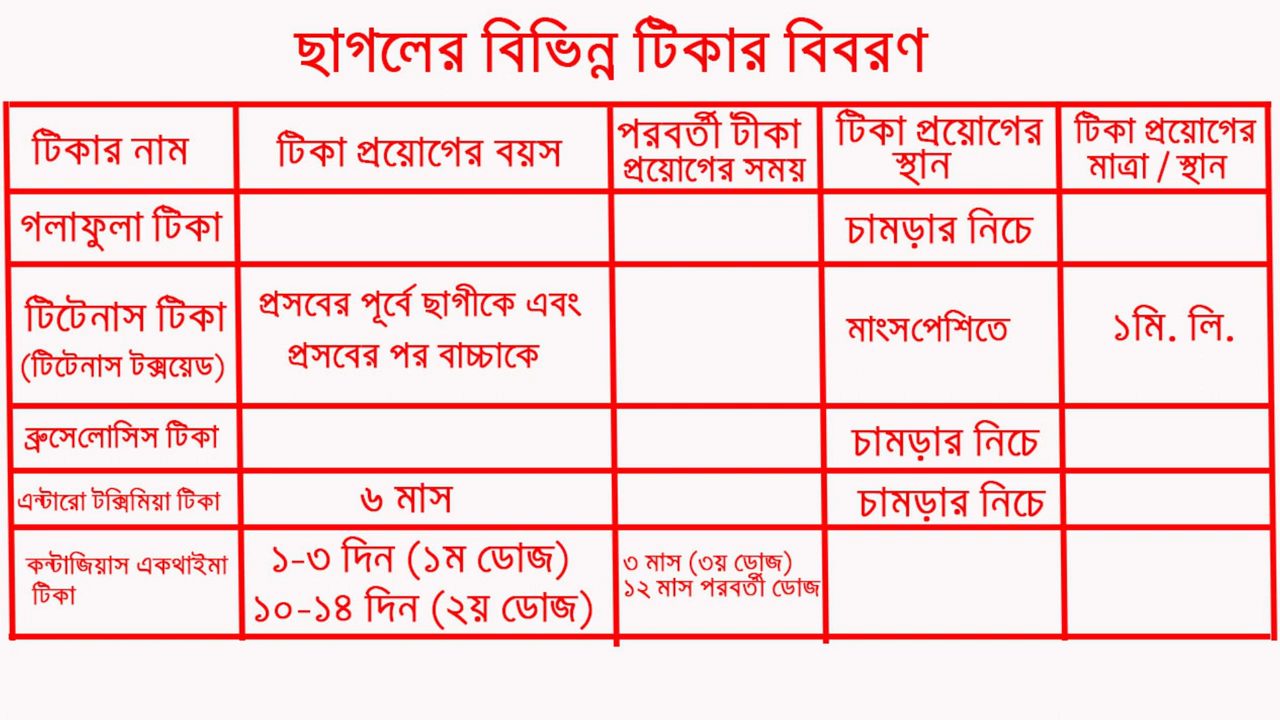 ছাগলের বিভিন্ন টিকার বিবরণ
টিকার নাম
টিকা প্রয়োগের বয়স
পরবর্তী টীকা
প্রয়োগের সময়
টিকা প্রয়োগের
স্থান
টিকা প্রয়োগের
মাত্রা / স্থান
গলাফুলা টিকা
চামড়ার নিচে
টিটেনাস টিকা
(টিটেনাস টক্সয়েড)
প্রসবের পূর্বে ছাগীকে এবং
প্রসবের পর বাচ্চাকে
মাংসপেশিতে
১মি. লি.
ব্রুসেলোসিস টিকা
চামড়ার নিচে
এন্টারো টক্সিমিয়া টিকা
৬ মাস
চামড়ার নিচে
কন্টাজিয়াস একথাইমা
টিকা
১-৩ দিন (১ম ডোজ)
১০-১৪ দিন (২য় ডোজ)
৩ মাস (৩য় ডোজ)
১২ মাস পরবর্তী ডোজ